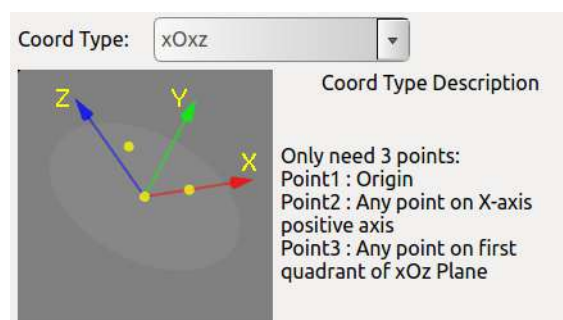 Coord Type:
xOxz
Coord Type Description
Z
Y
X
Only need 3 points:
Point1 : Origin
Point2 : Any point on X-axis
positive axis
Point3 : Any point on first
quadrant of xOz Plane